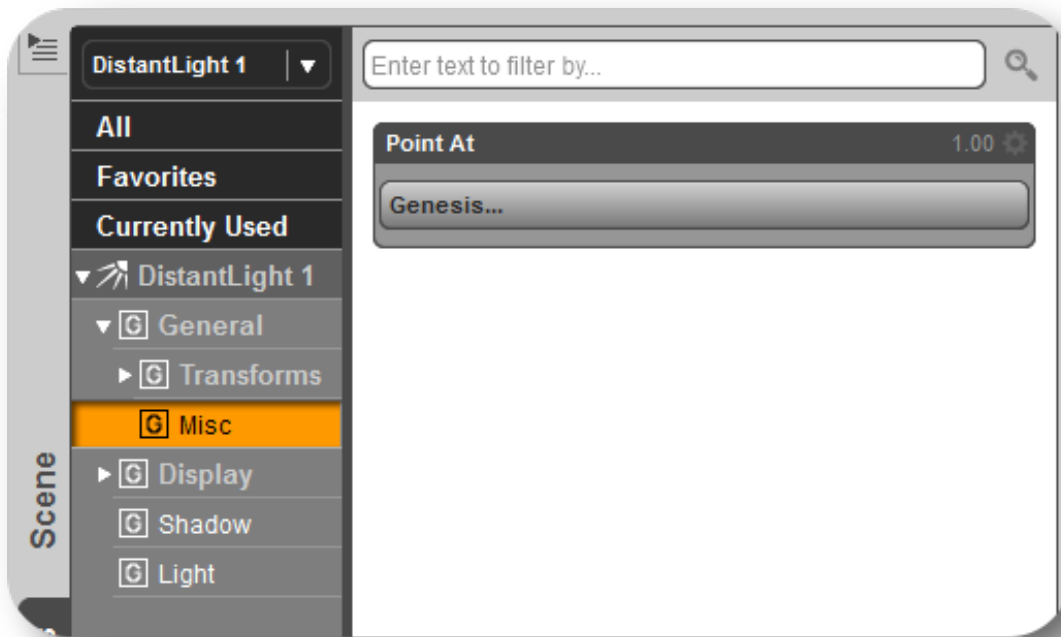 DistantLight 1
Enter text to filter by...
All
Favorites
Currently Used
DistantLight 1
G General
G Transforms
G Misc
G Display
G Shadow
G Light
Point At 1.00
Genesis...
Scene